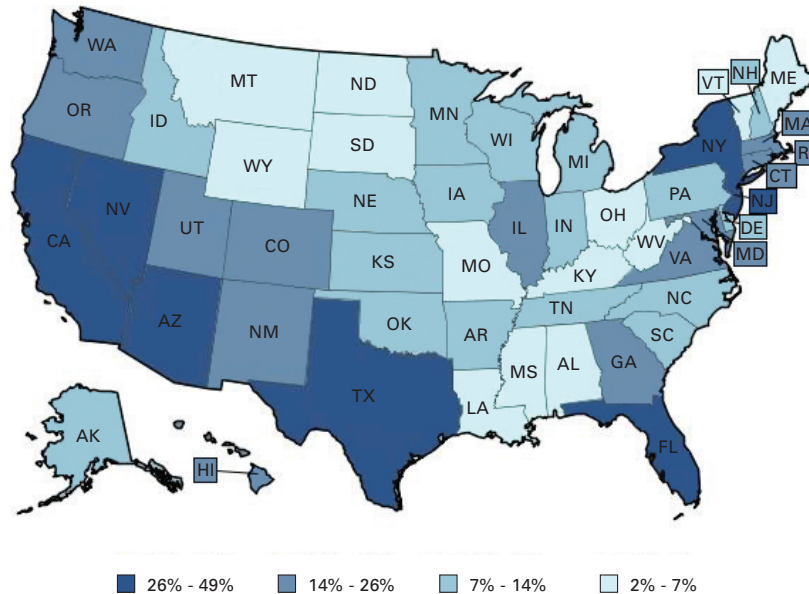 WA
MT
ND
VT
NH
ME
OR
ID
MN
WI
MI
NY
MA
R
SD
WY
CT
NJ
NV
NE
IA
PA
CA
UT
CO
IL
IN
OH
DE
MD
KS
MO
WV
VA
KY
AZ
NM
OK
AR
TN
NC
SC
TX
MS
AL
GA
LA
AK
HI
FL
26% - 49%
14% - 26%
7% - 14%
2% - 7%